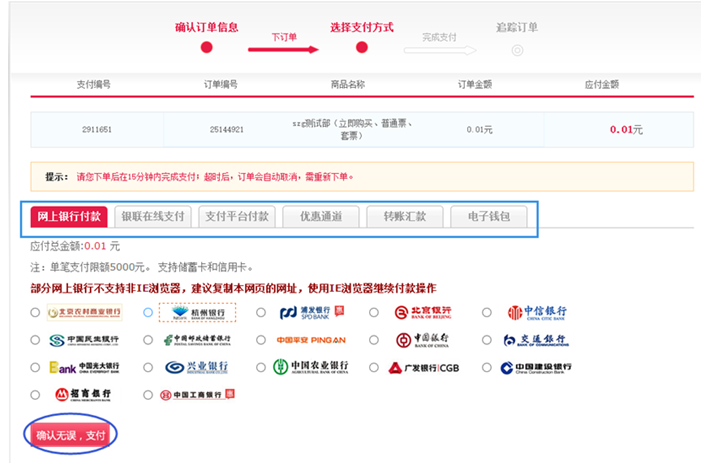 确认订单信息 下订单 选择支付方式 完成支付 追踪订单
支付编号 订单编号 商品名称 订单金额 应付金额
2911651 25144921 szg测试部（立即购买、普通票、套票） 0.01元 0.01元
提示： 请您下单后在15分钟内完成支付！超时后，订单会自动取消，需重新下单。
网上银行付款 银联在线支付 支付平台付款 优惠通道 转账汇款 电子钱包
应付总金额:0.01 元
注：单笔支付限额5000元。 支持储蓄卡和信用卡。
部分网上银行不支持非IE浏览器，建议复制本网页的网址，使用IE浏览器继续付款操作
北京农村商业银行 杭州银行 浦发银行 SPD BANK 惠 北京银行 BANK OF BEIJING 中信银行 CHINA CITIC BANK
中国民生银行 中国邮政储蓄银行 中国平安 PING AN 中国银行 BANK OF CHINA 交通银行 BANK OF COMMUNICATIONS
Bank 中国光大银行 CHINA EVERBRIGHT BANK 兴业银行 中国农业银行 AGRICULTURAL BANK OF CHINA 广发银行|CGB 中国建设银行 China Construction Bank
招商银行 中国工商银行 惠
确认无误，支付